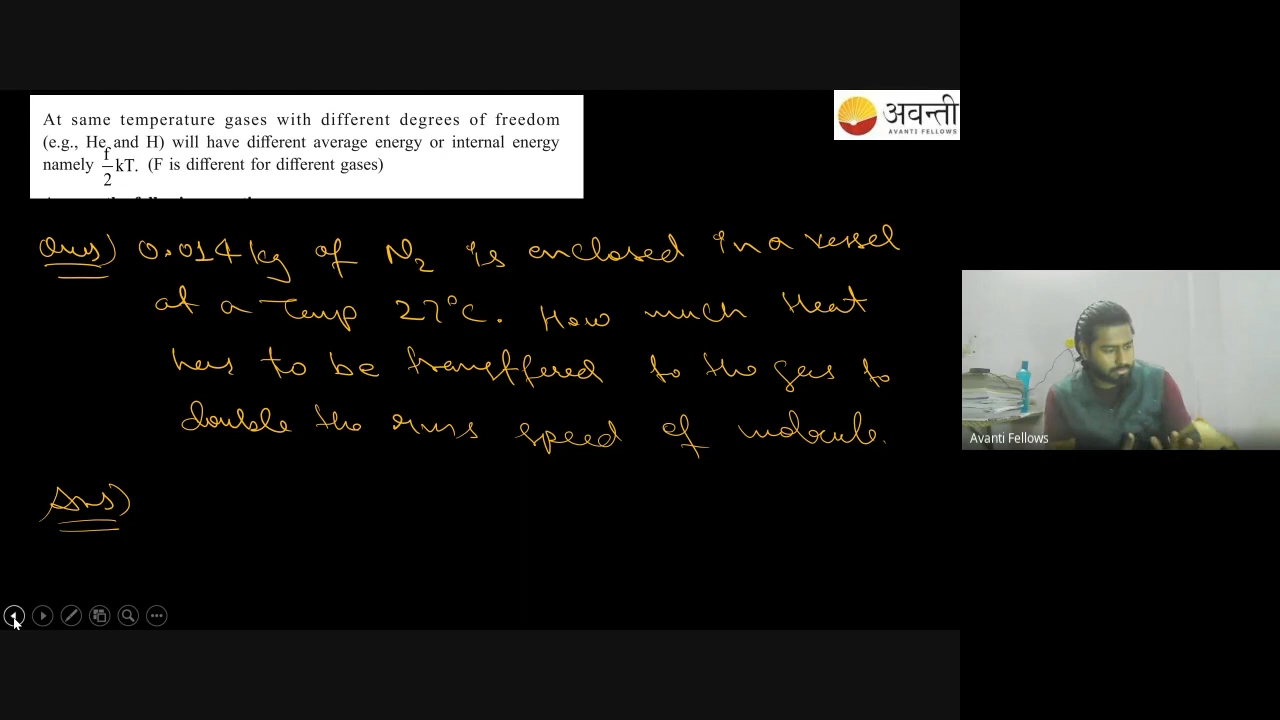 At same temperature gases with different degrees of freedom
(e.g., He and H) will have different average energy or internal energy
namely f/2 kT. (F is different for different gases)
अवन्ती
AVANTI FELLOWS
Ques) 0.014 kg of N2 is enclosed in a vessel
at a Temp 27°C. How much Heat
has to be transffered to the gas to
double the rms speed of molecule.
Ans)
Avanti Fellows